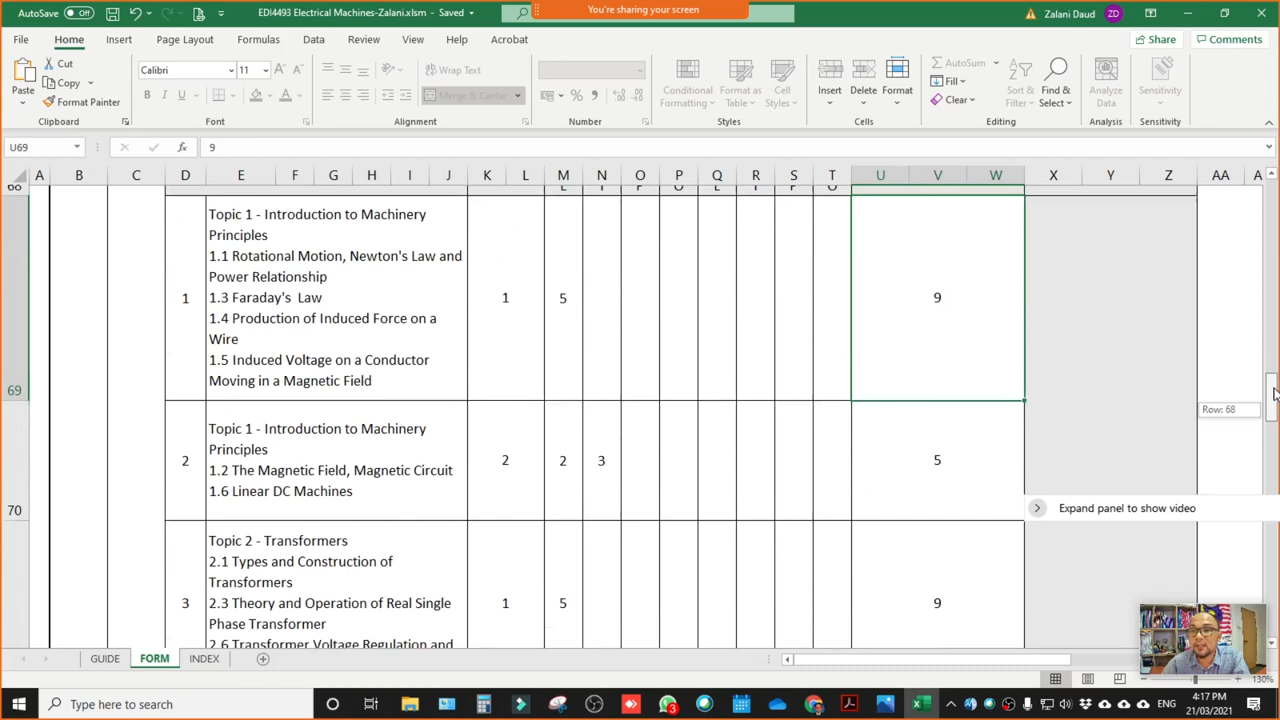 AutoSave Off EDI4493 Electrical Machines-Zalani.xlsm - Saved You're sharing your screen Zalani Daud ZD
File Home Insert Page Layout Formulas Data Review View Help Acrobat Share Comments
Paste Cut Copy Format Painter Clipboard
Calibri 11 B I U A Font
Wrap Text Merge & Center Alignment
% Number
Conditional Formatting Format as Table Cell Styles Styles
Insert Delete Format Cells
AutoSum Fill Clear Sort & Filter Find & Select Editing
Analyze Data Analysis Sensitivity Sensitivity
U69 fx 9
A B C D E F G H I J K L M N O P Q R S T U V W X Y Z AA
68
Topic 1 - Introduction to Machinery
Principles
1.1 Rotational Motion, Newton's Law and
Power Relationship
1 1.3 Faraday's Law 1 5 9
1.4 Production of Induced Force on a
Wire
1.5 Induced Voltage on a Conductor
Moving in a Magnetic Field
69
Row: 68
Topic 1 - Introduction to Machinery
Principles
2 2 2 3 5
1.2 The Magnetic Field, Magnetic Circuit
1.6 Linear DC Machines
70
Expand panel to show video
Topic 2 - Transformers
2.1 Types and Construction of
Transformers
3 2.3 Theory and Operation of Real Single 1 5 9
Phase Transformer
2.6 Transformer Voltage Regulation and
GUIDE FORM INDEX
130%
Type here to search 3 ENG 4:17 PM
21/03/2021